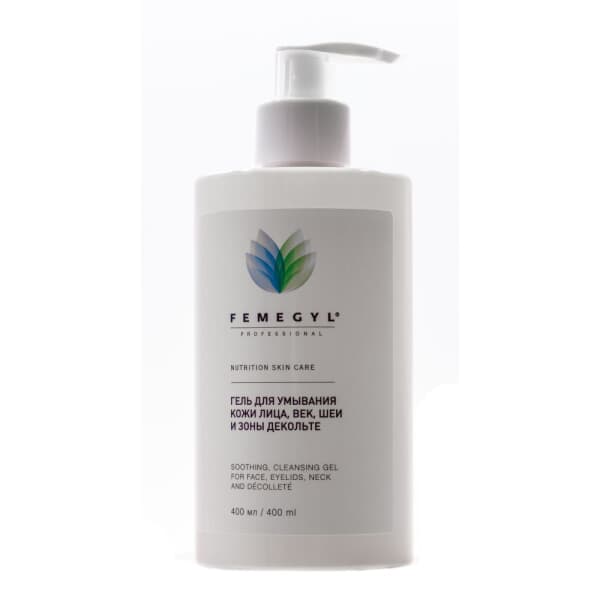 FEMEGYL®
PROFESSIONAL
NUTRITION SKIN CARE
ГЕЛЬ ДЛЯ УМЫВАНИЯ
КОЖИ ЛИЦА, ВЕК, ШЕИ
И ЗОНЫ ДЕКОЛЬТЕ
SOOTHING, CLEANSING GEL
FOR FACE, EYELIDS, NECK
AND DÉCOLLETÉ
400 мл / 400 ml